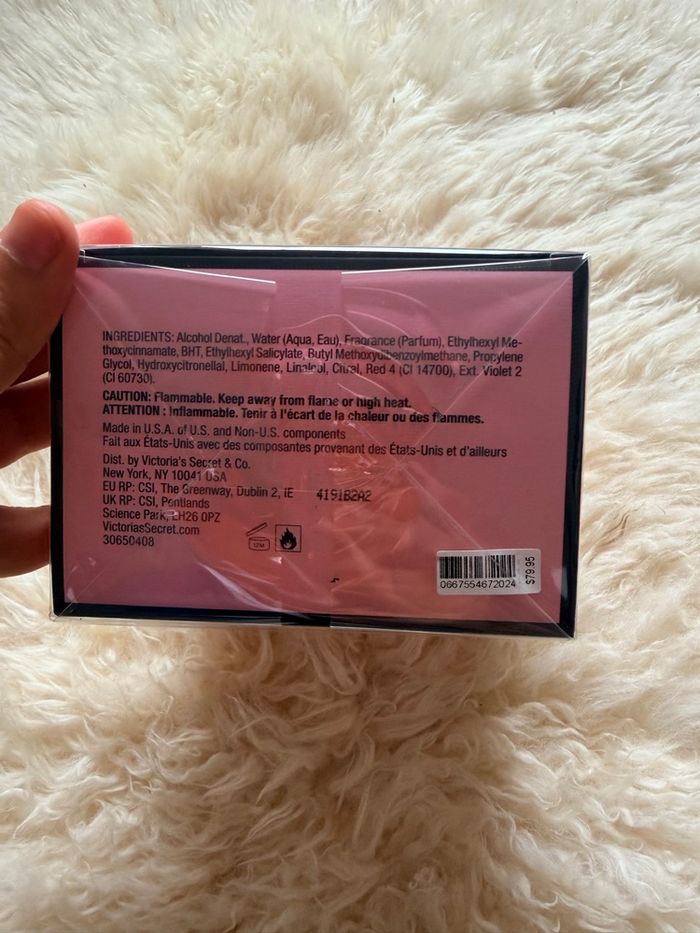 INGREDIENTS: Alcohol Denat., Water (Aqua, Eau), Fragrance (Parfum), Ethylhexyl Me-
thoxycinnamate, BHT, Ethylhexyl Salicylate, Butyl Methoxydibenzoylmethane, Propylene
Glycol, Hydroxycitronellal, Limonene, Linalool, Citral, Red 4 (CI 14700), Ext. Violet 2
(CI 60730).
CAUTION: Flammable. Keep away from flame or high heat.
ATTENTION : Inflammable. Tenir à l'écart de la chaleur ou des flammes.
Made in U.S.A. of U.S. and Non-U.S. components
Fait aux États-Unis avec des composantes provenant des États-Unis et d'ailleurs
Dist. by Victoria's Secret & Co.
New York, NY 10041 USA
EU RP: CSI, The Greenway, Dublin 2, IE
4191B2A2
UK RP: CSI, Pentlands
Science Park, EH26 0PZ
VictoriasSecret.com
30650408
12M
0667554672024
$79.95